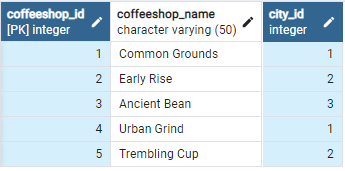 coffeeshop_id coffeeshop_name city_id
[PK] integer character varying (50) integer
1 Common Grounds 1
2 Early Rise 2
3 Ancient Bean 3
4 Urban Grind 1
5 Trembling Cup 2